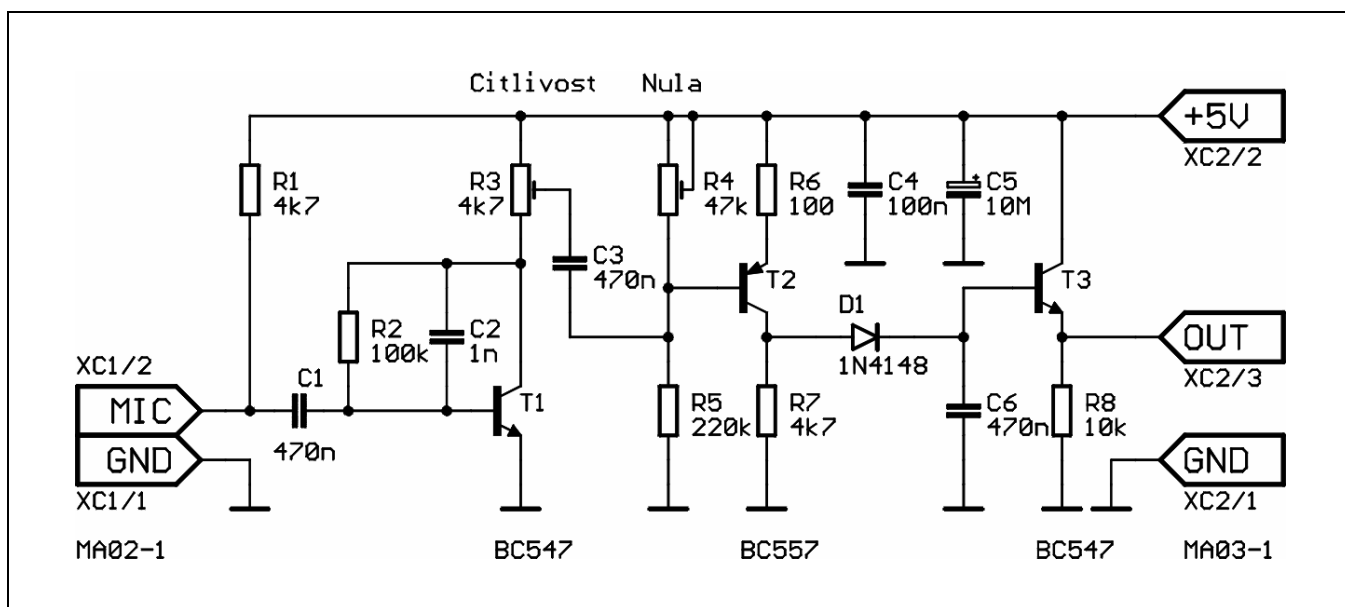 Citlivost Nula
+5V
XC2/2
R1
4k7
R3
4k7
R4
47k
R6
100
C4
100n
+
C5
10M
C3
470n
T2
T3
R2
100k
C2
1n
D1
1N4148
OUT
XC2/3
XC1/2
MIC
C1
470n
T1
R5
220k
R7
4k7
C6
470n
R8
10k
GND
XC1/1
GND
XC2/1
MA02-1
BC547
BC557
BC547
MA03-1